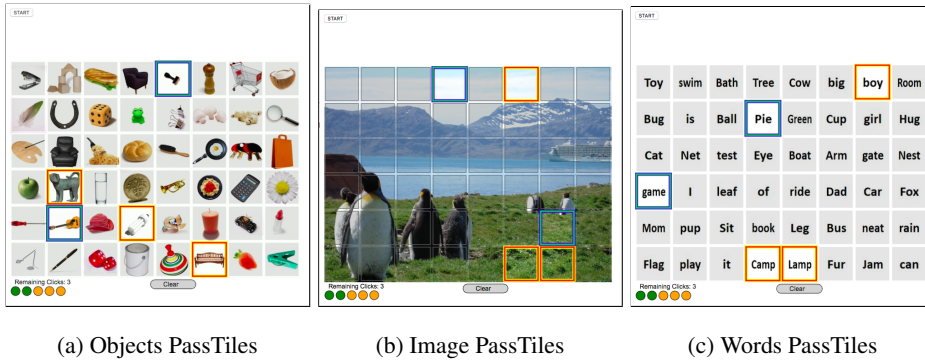 START
START
START
Toy swim Bath Tree Cow big boy Room
Bug is Ball Pie Green Cup girl Hug
Cat Net test Eye Boat Arm gate Nest
game I leaf of ride Dad Car Fox
Mom pup Sit book Leg Bus neat rain
Flag play it Camp Lamp Fur Jam can
Remaining Clicks: 3
Clear
Remaining Clicks: 3
Clear
Remaining Clicks: 3
Clear
(a) Objects PassTiles
(b) Image PassTiles
(c) Words PassTiles